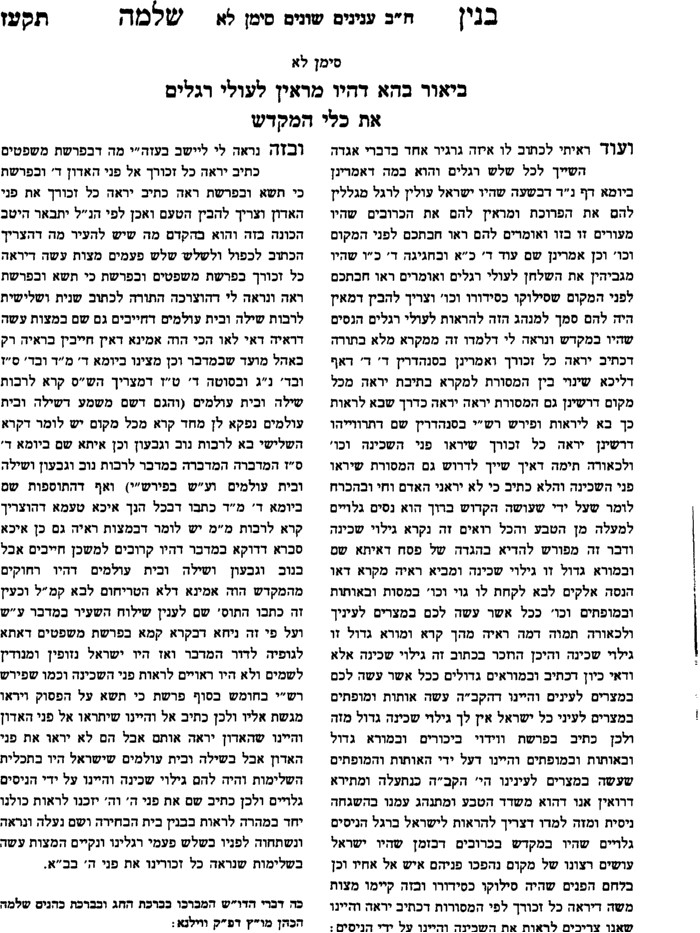 בנין ח״ב ענינים שונים סימן לא שלמה תקעז
סימן לא
ביאור בהא דהיו מראין לעולי רגלים
את כלי המקדש
ועוד ראיתי לכתוב לו איזה גרגיר אחד בדברי אגדה
השייך לכל שלש רגלים והוא במה דאמרינן
ביומא דף נ״ד דבשעה שהיו ישראל עולין לרגל מגללין
להם את הפרוכת ומראין להם את הכרובים שהיו
מעורים זו בזו ואומרים להם ראו חבתכם לפני המקום
וכו׳ וכן אמרינן שם עוד ד׳ כ״א ובחגיגה ד׳ כ״ו שהיו
מגביהין את השלחן לעולי רגלים ואומרים ראו חבתכם
לפני המקום שסילוקו כסידורו וכו׳ וצריך להבין דמאין
היה להם סמך למנהג הזה להראות לעולי רגלים הנסים
שהיו במקדש ונראה לי דלמדו זה ממקרא מלא בתורה
דכתיב יראה כל זכורך ואמרינן בסנהדרין ד׳ ד׳ דאף
דליכא שינוי בין המסורת למקרא בתיבת יראה מכל
מקום דרשינן גם המסורת יראה יראה כדרך שבא לראות
כך בא ליראות ופירש רש״י בסנהדרין שם דתרווייהו
דרשינן יראה כל זכורך שיראו פני השכינה וכו׳
ולכאורה תימה דאיך שייך לדרוש גם המסורת שיראו
פני השכינה והלא כתיב כי לא יראני האדם וחי ובהכרח
לומר שעל ידי שעושה הקדוש ברוך הוא נסים גלויים
למעלה מן הטבע והכל רואים זה נקרא גילוי שכינה
ודבר זה מפורש להדיא בהגדה של פסח דאיתא שם
ובמורא גדול זו גילוי שכינה ומביא ראיה מקרא דאו
הנסה אלקים לבא לקחת לו גוי וכו׳ במסות ובאותות
ובמופתים וכו׳ ככל אשר עשה לכם במצרים לעיניך
ולכאורה תמוה דמה ראיה מהך קרא ומורא גדול זו
גילוי שכינה והיכן הוזכר בכתוב זה גילוי שכינה אלא
ודאי כיון דכתיב ובמוראים גדולים ככל אשר עשה לכם
במצרים לעינים והיינו דהקב״ה עשה אותות ומופתים
במצרים לעיני כל ישראל אין לך גילוי שכינה גדול מזה
ולכן כתיב בפרשת ווידוי ביכורים ובמורא גדול
ובאותות ובמופתים והיינו דעל ידי האותות והמופתים
שעשה במצרים לעינינו הי׳ הקב״ה כנתעלה ומתירא
דרואין אנו דהוא משדד הטבע ומתנהג עמנו בהשגחה
ניסית ומזה למדו דצריך להראות לישראל ברגל הניסים
גלויים שהיו במקדש בכרובים דבזמן שהיו ישראל
עושים רצונו של מקום נהפכו פניהם איש אל אחיו וכן
בלחם הפנים שהיה סילוקו כסידורו ובזה קיימו מצות
משה דיראה כל זכורך לפי המסורות דכתיב יראה והיינו
שאנו צריכים לראות את השכינה והיינו על ידי הניסים:
ובזה נראה לי ליישב בעזה״י מה דבפרשת משפטים
כתיב יראה כל זכורך אל פני האדון ד׳ ובפרשת
כי תשא ובפרשת ראה כתיב יראה כל זכורך את פני
האדון וצריך להבין הטעם ואכן לפי הנ״ל יתבאר היטב
הכונה בזה והוא בהקדם מה שיש להעיר מה דהצריך
הכתוב לכפול ולשלש שלש פעמים מצות עשה דיראה
כל זכורך בפרשת משפטים ובפרשת כי תשא ובפרשת
ראה ונראה לי דהוצרכה התורה לכתוב שנית ושלישית
לרבות שילה ובית עולמים דחייבים גם שם במצות עשה
דראיה דאי לאו הכי הוה אמינא דאין חייבין בראיה רק
באהל מועד שבמדבר וכן מצינו ביומא ד׳ מ״ד ובד׳ ס״ז
ובד׳ נ״ג ובסוטה ד׳ ט״ז דמצריך הש״ס קרא לרבות
שילה ובית עולמים (והגם דשם משמע דשילה ובית
עולמים נפקא לן מחד קרא מכל מקום יש לומר דקרא
השלישי בא לרבות נוב וגבעון וכן איתא שם ביומא ד׳
ס״ז המדברה המדברה במדבר לרבות נוב וגבעון ושילה
ובית עולמים וע״ש בפירש״י) ואף דהתוספות שם
ביומא ד׳ מ״ד כתבו דבכל הנך איכא טעמא דהוצריך
קרא לרבות מ״מ יש לומר דבמצות ראיה גם כן איכא
סברא דדוקא במדבר דהיו קרובים למשכן חייבים אבל
בנוב וגבעון ושילה ובית עולמים דהיו רחוקים
מהמקדש הוה אמינא דלא הטריחום לבא קמ״ל וכעין
זה כתבו התוס׳ שם לענין שילוח השעיר במדבר ע״ש
ועל פי זה ניחא דבקרא קמא בפרשת משפטים דאתא
לגופיה לדור המדבר ואז היו ישראל נזופין ומנודין
לשמים ולא היו ראויים לראות פני השכינה וכמו שפירש
רש״י בחומש בסוף פרשת כי תשא על הפסוק ויראו
מגשת אליו ולכן כתיב אל והיינו שיתראו אל פני האדון
והיינו שהאדון יראה אותם אבל הם לא יראו את פני
האדון אבל בשילה ובית עולמים שישראל היו בתכלית
השלימות והיה להם גילוי שכינה והיינו על ידי הניסים
גלויים ולכן כתיב שם את פני ה׳ וה׳ יזכנו לראות כולנו
יחד במהרה לראות בבנין בית הבחירה ושם נעלה ונראה
ונשתחוה לפניו בשלש פעמי רגלינו ונקיים המצות עשה
בשלימות שנראה כל זכורינו את פני ה׳ בב״א.
כה דברי הדו״ש המברכו בברכת החג ובברכת כהנים שלמה
הכהן מו״ץ דפ״ק ווילנא: